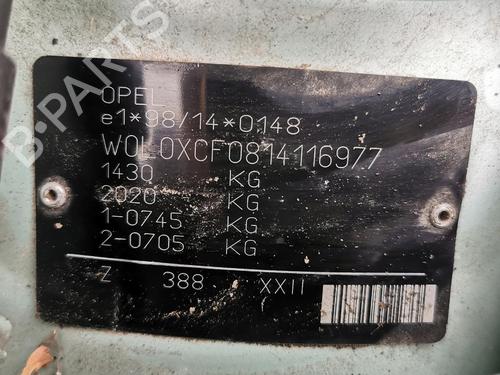 OPEL
e1*98/14*0148
W0L0XCF0814116977
1430 KG
2020 KG
1-0745 KG
2-0705 KG
Z 388 XXII
B-PARTS